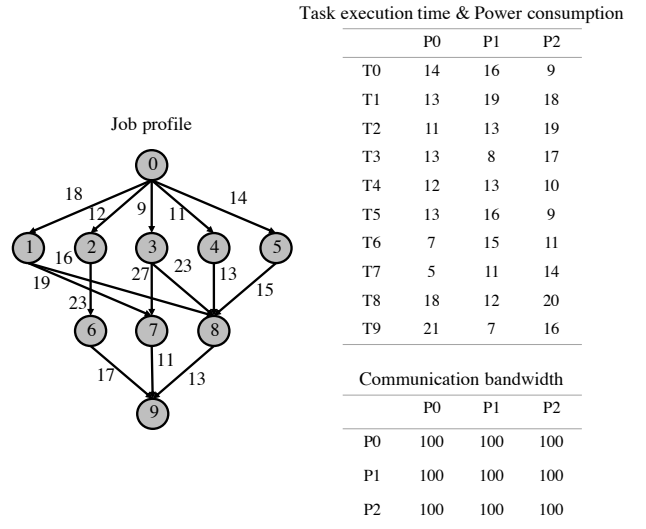 Task execution time & Power consumption
P0 P1 P2
T0 14 16 9
T1 13 19 18
T2 11 13 19
T3 13 8 17
T4 12 13 10
T5 13 16 9
T6 7 15 11
T7 5 11 14
T8 18 12 20
T9 21 7 16
Communication bandwidth
P0 P1 P2
P0 100 100 100
P1 100 100 100
P2 100 100 100
Job profile
0
18 12 9 11 14
1 2 3 4 5
16 23
19 27 13
23 15
6 7 8
17 11 13
9